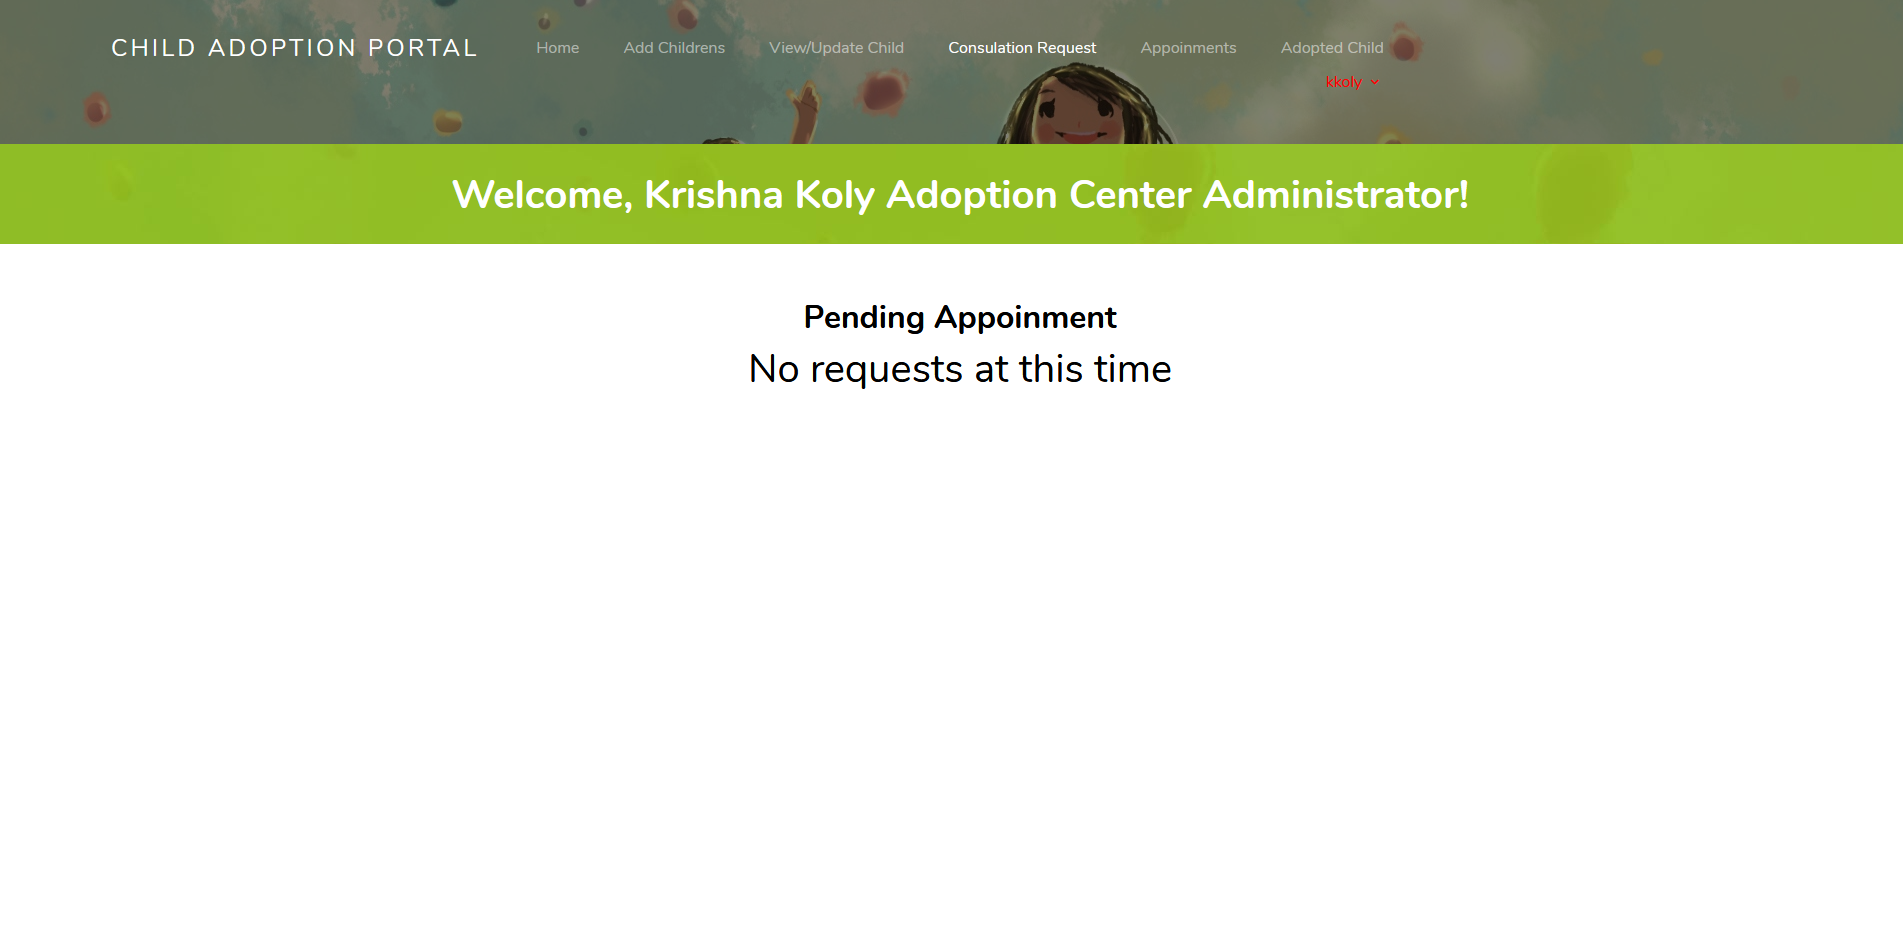 CHILD ADOPTION PORTAL Home Add Childrens View/Update Child Consulation Request Appoinments Adopted Child
kkoly
Welcome, Krishna Koly Adoption Center Administrator!
Pending Appoinment
No requests at this time